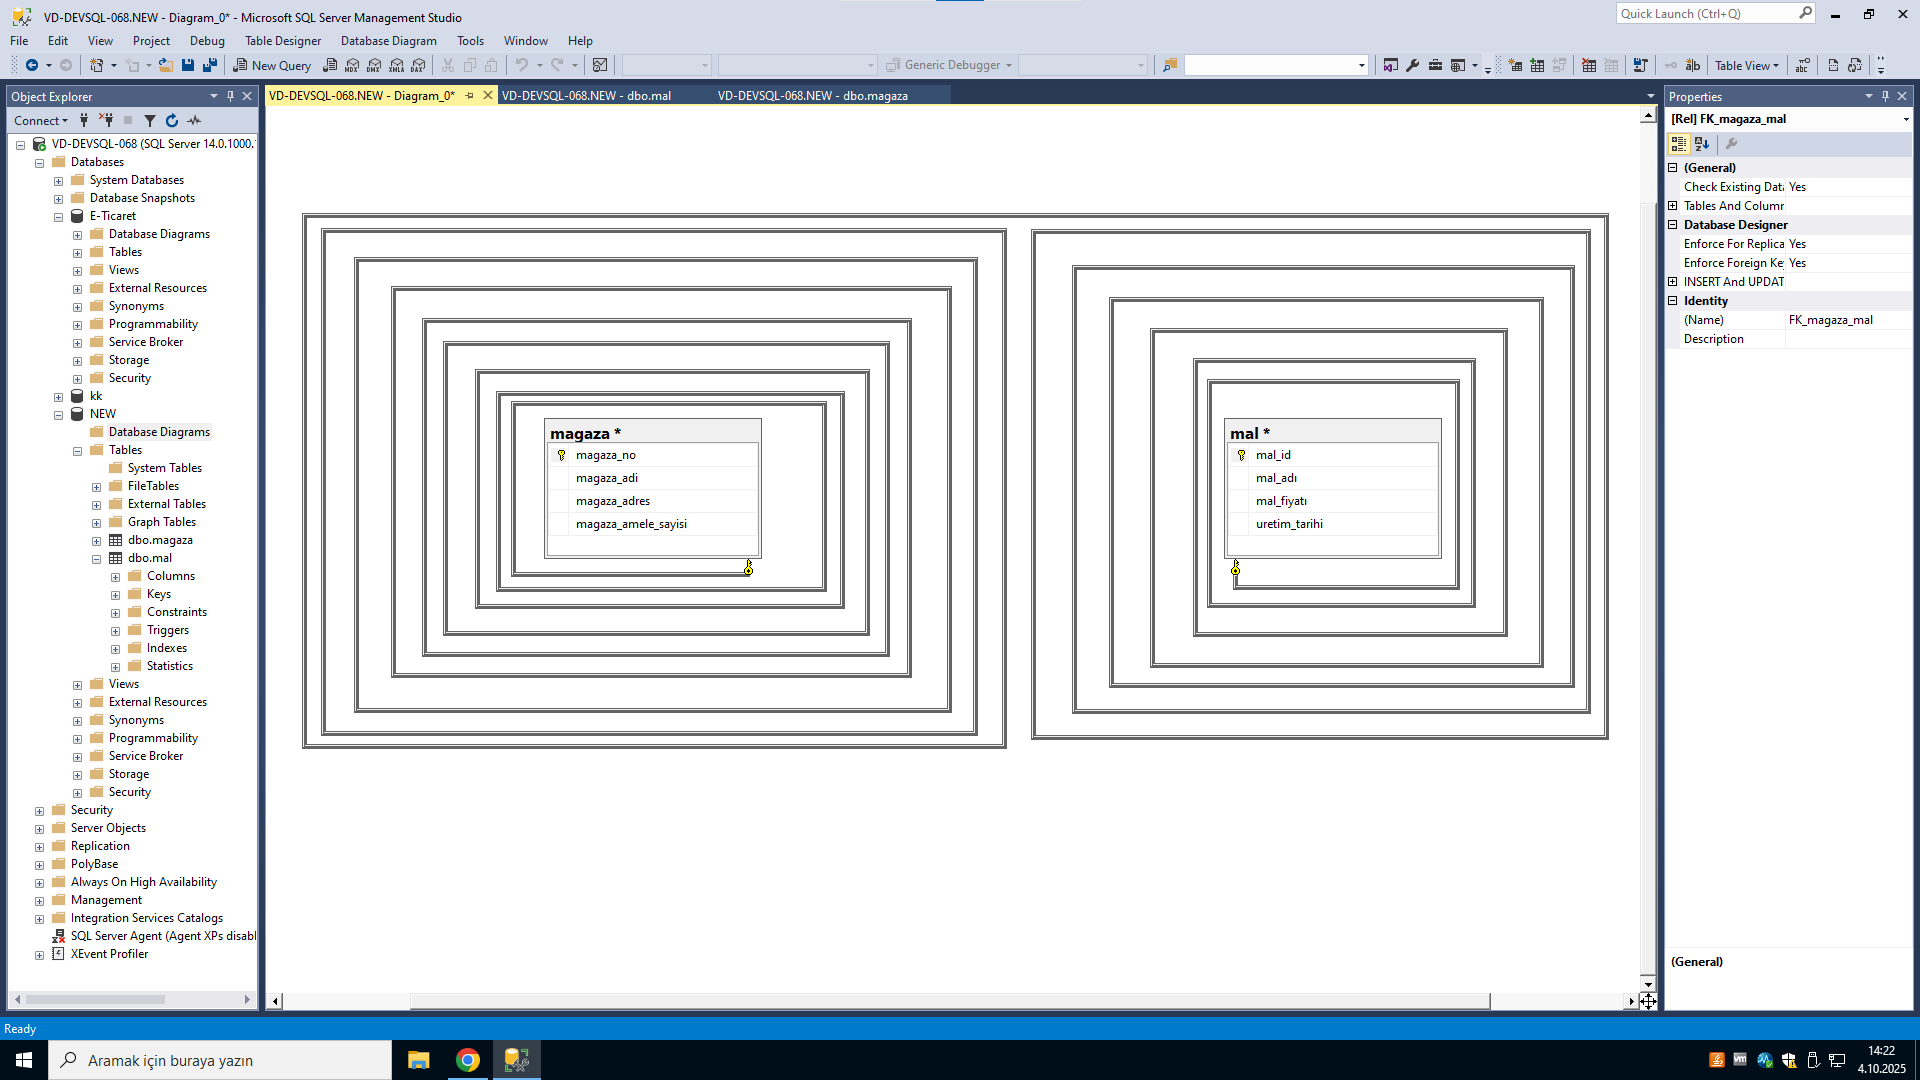 VD-DEVSQL-068.NEW - Diagram_0* - Microsoft SQL Server Management Studio
Quick Launch (Ctrl+Q)
File Edit View Project Debug Table Designer Database Diagram Tools Window Help
New Query MDX DMX XMLA DAX Generic Debugger Table View
Object Explorer
Connect
VD-DEVSQL-068 (SQL Server 14.0.1000.
Databases
System Databases
Database Snapshots
E-Ticaret
Database Diagrams
Tables
Views
External Resources
Synonyms
Programmability
Service Broker
Storage
Security
kk
NEW
Database Diagrams
Tables
System Tables
FileTables
External Tables
Graph Tables
dbo.magaza
dbo.mal
Columns
Keys
Constraints
Triggers
Indexes
Statistics
Views
External Resources
Synonyms
Programmability
Service Broker
Storage
Security
Security
Server Objects
Replication
PolyBase
Always On High Availability
Management
Integration Services Catalogs
SQL Server Agent (Agent XPs disabl
XEvent Profiler
VD-DEVSQL-068.NEW - Diagram_0* VD-DEVSQL-068.NEW - dbo.mal VD-DEVSQL-068.NEW - dbo.magaza
magaza *
magaza_no
magaza_adi
magaza_adres
magaza_amele_sayisi
mal *
mal_id
mal_adı
mal_fiyatı
uretim_tarihi
Properties
[Rel] FK_magaza_mal
(General)
Check Existing Data Yes
Tables And Columr
Database Designer
Enforce For Replica Yes
Enforce Foreign Ke Yes
INSERT And UPDAT
Identity
(Name) FK_magaza_mal
Description
(General)
Ready
Aramak için buraya yazın
14:22
4.10.2025